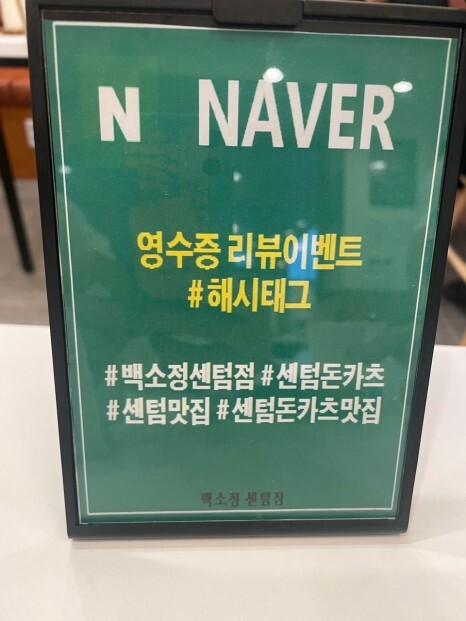 N NAVER
영수증 리뷰이벤트
#해시태그
#백소정센텀점 #센텀돈카츠
#센텀맛집 #센텀돈카츠맛집
백소정 센텀점